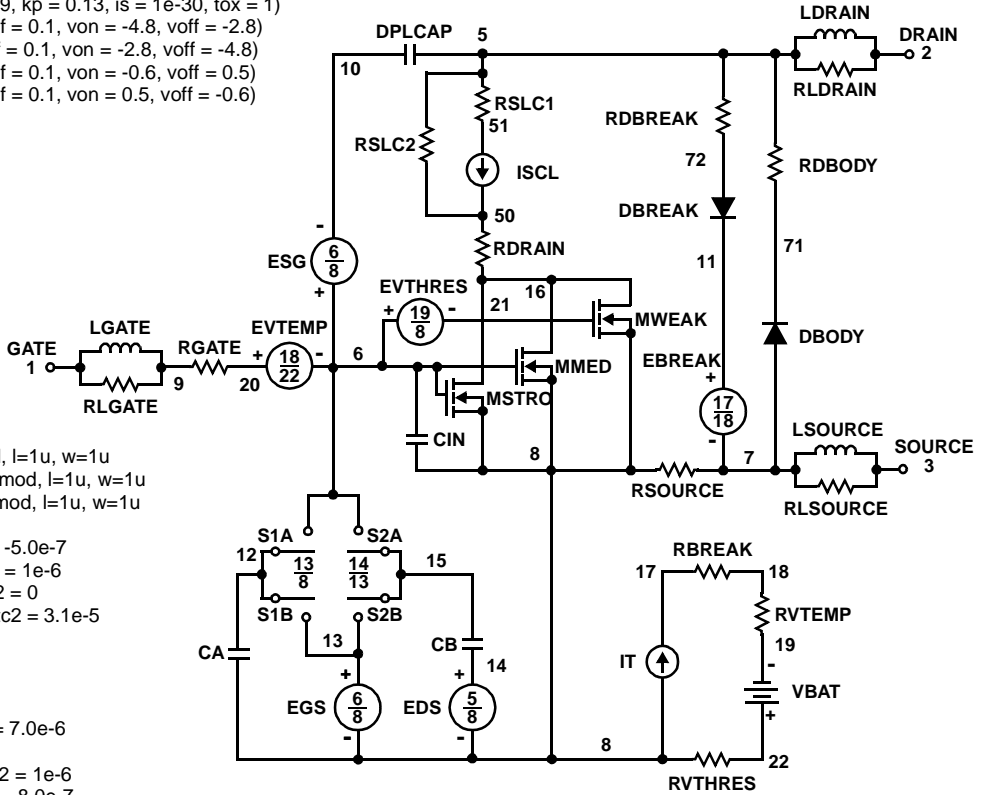 9, kp = 0.13, is = 1e-30, tox = 1)
f = 0.1, von = -4.8, voff = -2.8)
f = 0.1, von = -2.8, voff = -4.8)
f = 0.1, von = -0.6, voff = 0.5)
f = 0.1, von = 0.5, voff = -0.6)
LDRAIN
DPLCAP 5 DRAIN
10 2
RLDRAIN
RSLC1
51
RSLC2
RDBREAK
72
RDBODY
ISCL
DBREAK
50
RDRAIN
71
11
-
ESG 6/8
+
EVTHRES
+ 19/8 -
21
16
MWEAK
LGATE
GATE
1
RGATE
EVTEMP
+ 18/22 -
6
MMED
EBREAK
+
17/18
-
DBODY
9
20
RLGATE
MSTRO
CIN
8
7
LSOURCE
SOURCE
3
RSOURCE
RLSOURCE
, l=1u, w=1u
mod, l=1u, w=1u
mod, l=1u, w=1u
-5.0e-7
= 1e-6
2 = 0
c2 = 3.1e-5
S1A
S2A
12
13/8
14/13
15
S1B
S2B
13
CA
CB
14
+
EGS 6/8
-
+
EDS 5/8
-
RBREAK
17
18
RVTEMP
19
IT
-
VBAT
+
8
22
RVTHRES
= 7.0e-6
2 = 1e-6